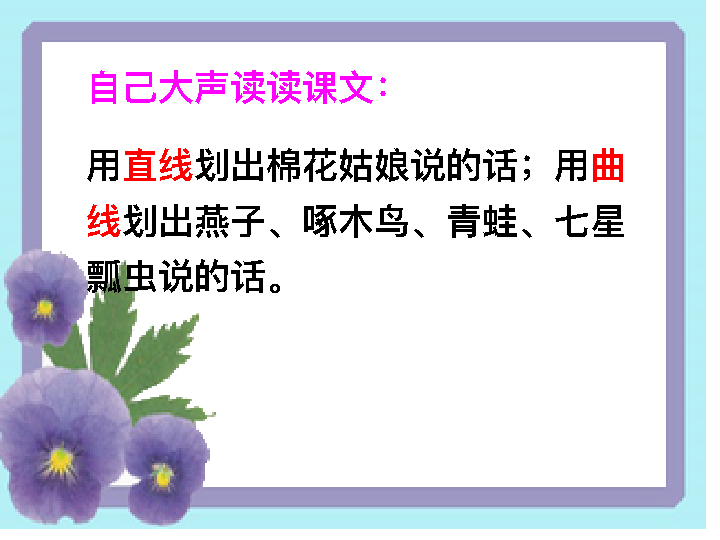 自己大声读读课文：
用直线划出棉花姑娘说的话；用曲
线划出燕子、啄木鸟、青蛙、七星
瓢虫说的话。